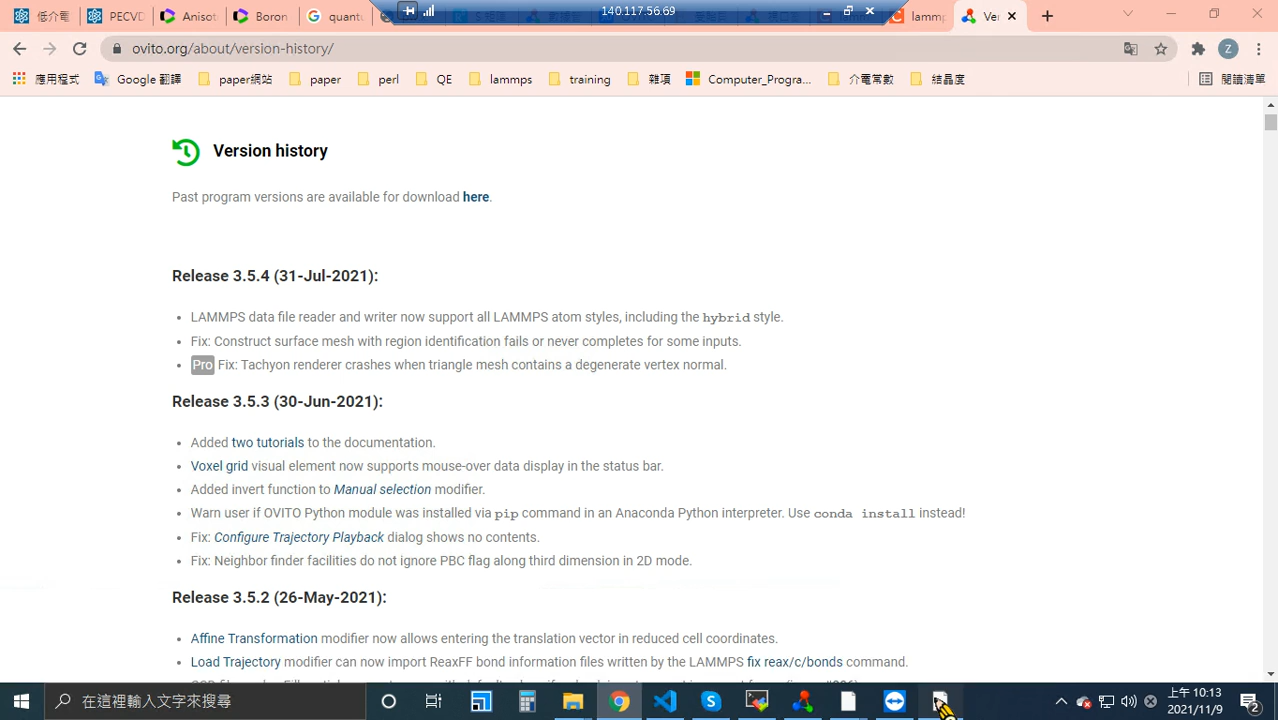 140.117.56.69
低介電
PECVD
Anisot
Boron
quant
lammp
Ve
ovito.org/about/version-history/
應用程式
Google 翻譯
paper網站
paper
perl
QE
lammps
training
雜項
Computer_Progra...
介電常數
結晶度
閱讀清單
Version history
Past program versions are available for download here.
Release 3.5.4 (31-Jul-2021):
LAMMPS data file reader and writer now support all LAMMPS atom styles, including the hybrid style.
Fix: Construct surface mesh with region identification fails or never completes for some inputs.
Pro Fix: Tachyon renderer crashes when triangle mesh contains a degenerate vertex normal.
Release 3.5.3 (30-Jun-2021):
Added two tutorials to the documentation.
Voxel grid visual element now supports mouse-over data display in the status bar.
Added invert function to Manual selection modifier.
Warn user if OVITO Python module was installed via pip command in an Anaconda Python interpreter. Use conda install instead!
Fix: Configure Trajectory Playback dialog shows no contents.
Fix: Neighbor finder facilities do not ignore PBC flag along third dimension in 2D mode.
Release 3.5.2 (26-May-2021):
Affine Transformation modifier now allows entering the translation vector in reduced cell coordinates.
Load Trajectory modifier can now import ReaxFF bond information files written by the LAMMPS fix reax/c/bonds command.
在這裡輸入文字來搜尋
上午 10:13
2021/11/9
2